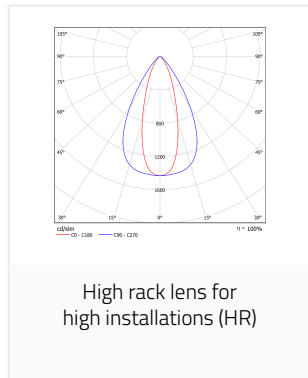 105° 105°
90° 90°
75° 75°
60° 60°
45° 45°
800
1200
1600
30° 15° 0° 15° 30°
cd/klm η = 100%
C0 - C180 C90 - C270
High rack lens for
high installations (HR)